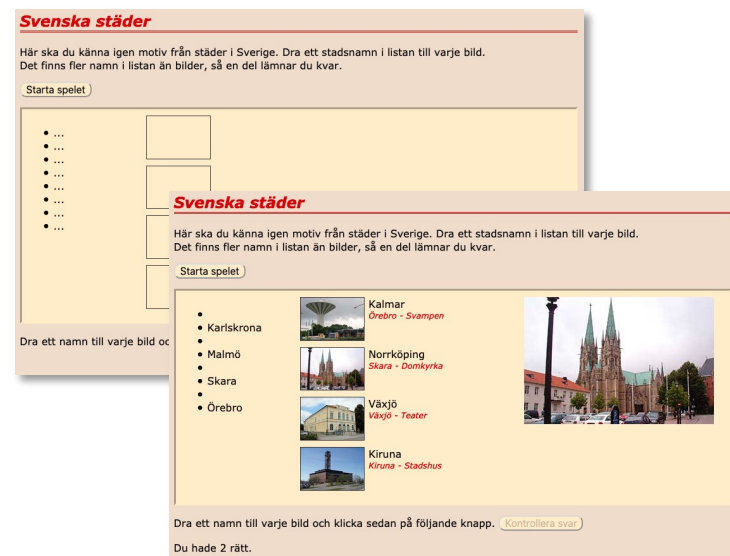 Svenska städer
Här ska du känna igen motiv från städer i Sverige. Dra ett stadsnamn i listan till varje bild.
Det finns fler namn i listan än bilder, så en del lämnar du kvar.
Starta spelet
...
...
...
...
...
...
...
...
Dra ett namn till varje bild oc
Svenska städer
Här ska du känna igen motiv från städer i Sverige. Dra ett stadsnamn i listan till varje bild.
Det finns fler namn i listan än bilder, så en del lämnar du kvar.
Starta spelet
Karlskrona
Malmö
Skara
Örebro
Kalmar
Örebro - Svampen
Norrköping
Skara - Domkyrka
Växjö
Växjö - Teater
Kiruna
Kiruna - Stadshus
Dra ett namn till varje bild och klicka sedan på följande knapp. Kontrollera svar
Du hade 2 rätt.